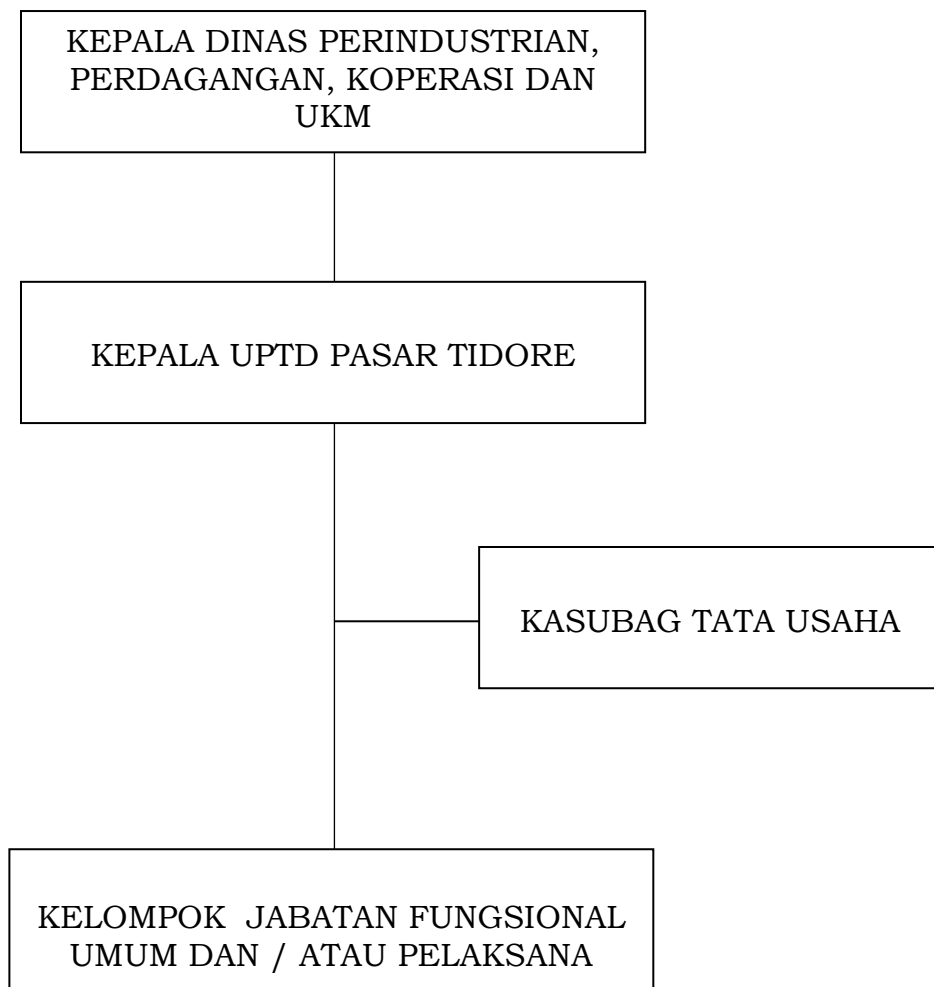 KEPALA DINAS PERINDUSTRIAN,
PERDAGANGAN, KOPERASI DAN
UKM
KEPALA UPTD PASAR TIDORE
KASUBAG TATA USAHA
KELOMPOK  JABATAN FUNGSIONAL
UMUM DAN / ATAU PELAKSANA